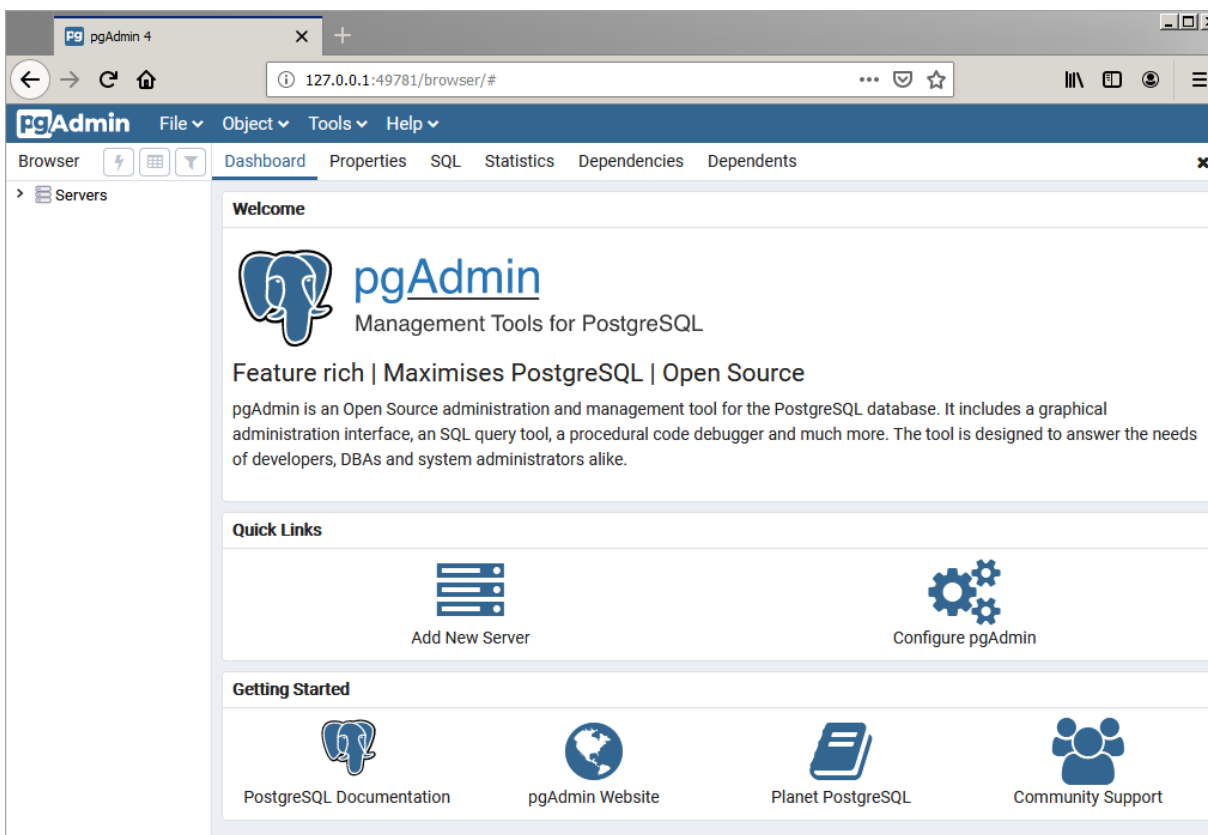 Pg pgAdmin 4
127.0.0.1:49781/browser/#
pgAdmin File Object Tools Help
Browser Dashboard Properties SQL Statistics Dependencies Dependents
Servers
Welcome
pgAdmin
Management Tools for PostgreSQL
Feature rich | Maximises PostgreSQL | Open Source
pgAdmin is an Open Source administration and management tool for the PostgreSQL database. It includes a graphical
administration interface, an SQL query tool, a procedural code debugger and much more. The tool is designed to answer the needs
of developers, DBAs and system administrators alike.
Quick Links
Add New Server Configure pgAdmin
Getting Started
PostgreSQL Documentation pgAdmin Website Planet PostgreSQL Community Support